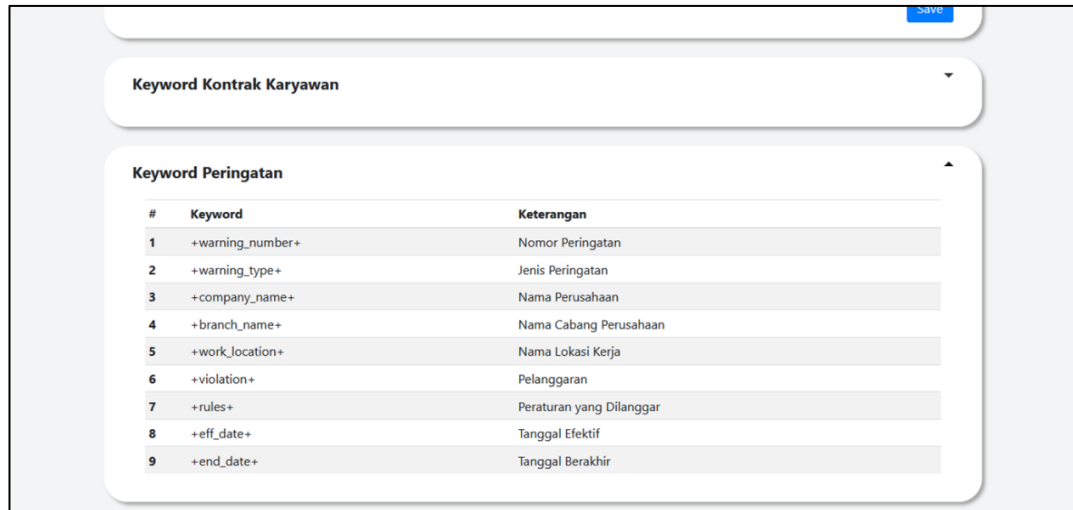 Save
Keyword Kontrak Karyawan
Keyword Peringatan
# Keyword Keterangan
1 +warning_number+ Nomor Peringatan
2 +warning_type+ Jenis Peringatan
3 +company_name+ Nama Perusahaan
4 +branch_name+ Nama Cabang Perusahaan
5 +work_location+ Nama Lokasi Kerja
6 +violation+ Pelanggaran
7 +rules+ Peraturan yang Dilanggar
8 +eff_date+ Tanggal Efektif
9 +end_date+ Tanggal Berakhir